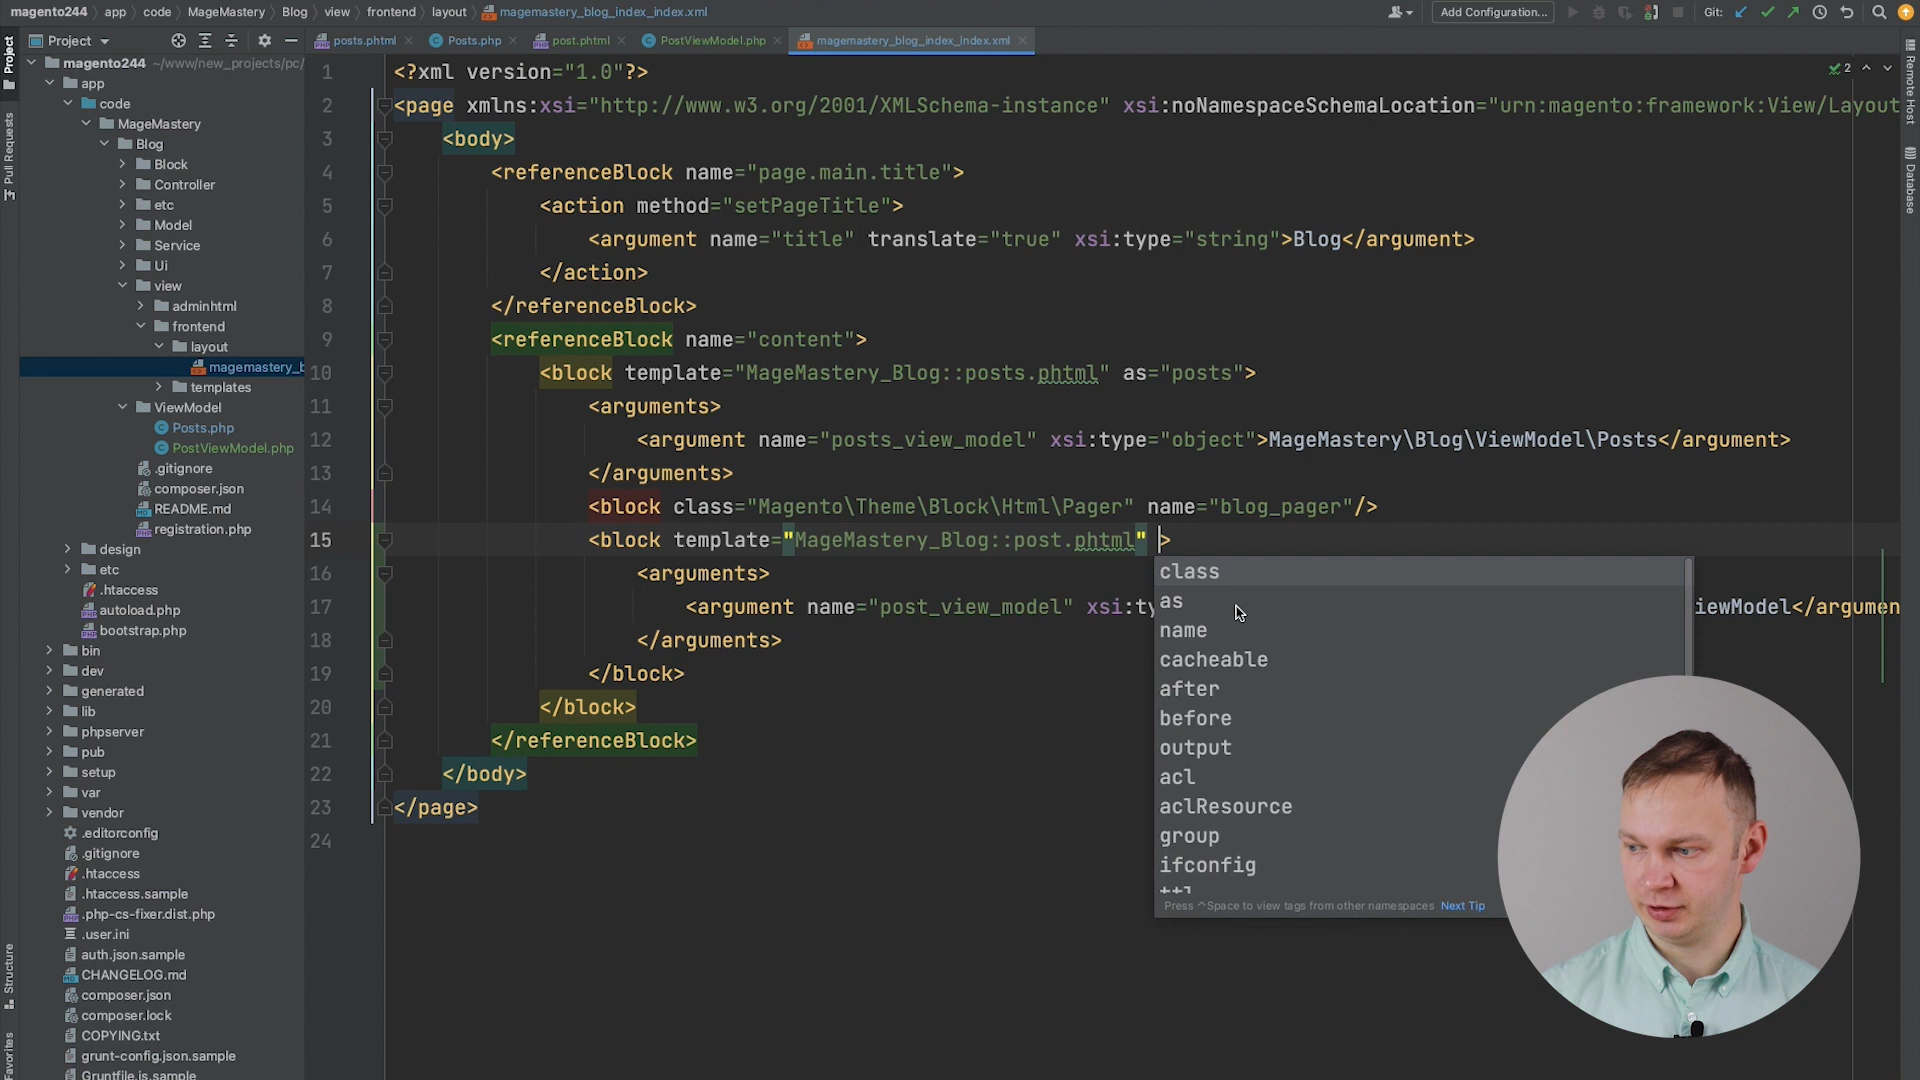 magento244 > app > code > MageMastery > Blog > view > frontend > layout > magemastery_blog_index_index.xml
Add Configuration...
Git:
Project
posts.phtml
Posts.php
post.phtml
PostViewModel.php
magemastery_blog_index_index.xml
Project
Pull Requests
Structure
Favorites
Remote Host
Database
magento244 ~/www/new_projects/pc/
app
code
MageMastery
Blog
Block
Controller
etc
Model
Service
Ui
view
adminhtml
frontend
layout
magemastery_b
templates
ViewModel
Posts.php
PostViewModel.php
.gitignore
composer.json
README.md
registration.php
design
etc
.htaccess
autoload.php
bootstrap.php
bin
dev
generated
lib
phpserver
pub
setup
var
vendor
.editorconfig
.gitignore
.htaccess
.htaccess.sample
.php-cs-fixer.dist.php
.user.ini
auth.json.sample
CHANGELOG.md
composer.json
composer.lock
COPYING.txt
grunt-config.json.sample
Gruntfile.js.sample
2
1 <?xml version="1.0"?>
2 <page xmlns:xsi="http://www.w3.org/2001/XMLSchema-instance" xsi:noNamespaceSchemaLocation="urn:magento:framework:View/Layout
3 <body>
4 <referenceBlock name="page.main.title">
5 <action method="setPageTitle">
6 <argument name="title" translate="true" xsi:type="string">Blog</argument>
7 </action>
8 </referenceBlock>
9 <referenceBlock name="content">
10 <block template="MageMastery_Blog::posts.phtml" as="posts">
11 <arguments>
12 <argument name="posts_view_model" xsi:type="object">MageMastery\Blog\ViewModel\Posts</argument>
13 </arguments>
14 <block class="Magento\Theme\Block\Html\Pager" name="blog_pager"/>
15 <block template="MageMastery_Blog::post.phtml" >
16 <arguments>
17 <argument name="post_view_model" xsi:ty iewModel</argumen
18 </arguments>
19 </block>
20 </block>
21 </referenceBlock>
22 </body>
23 </page>
24
class
as
name
cacheable
after
before
output
acl
aclResource
group
ifconfig
ttl
Press ^Space to view tags from other namespaces Next Tip